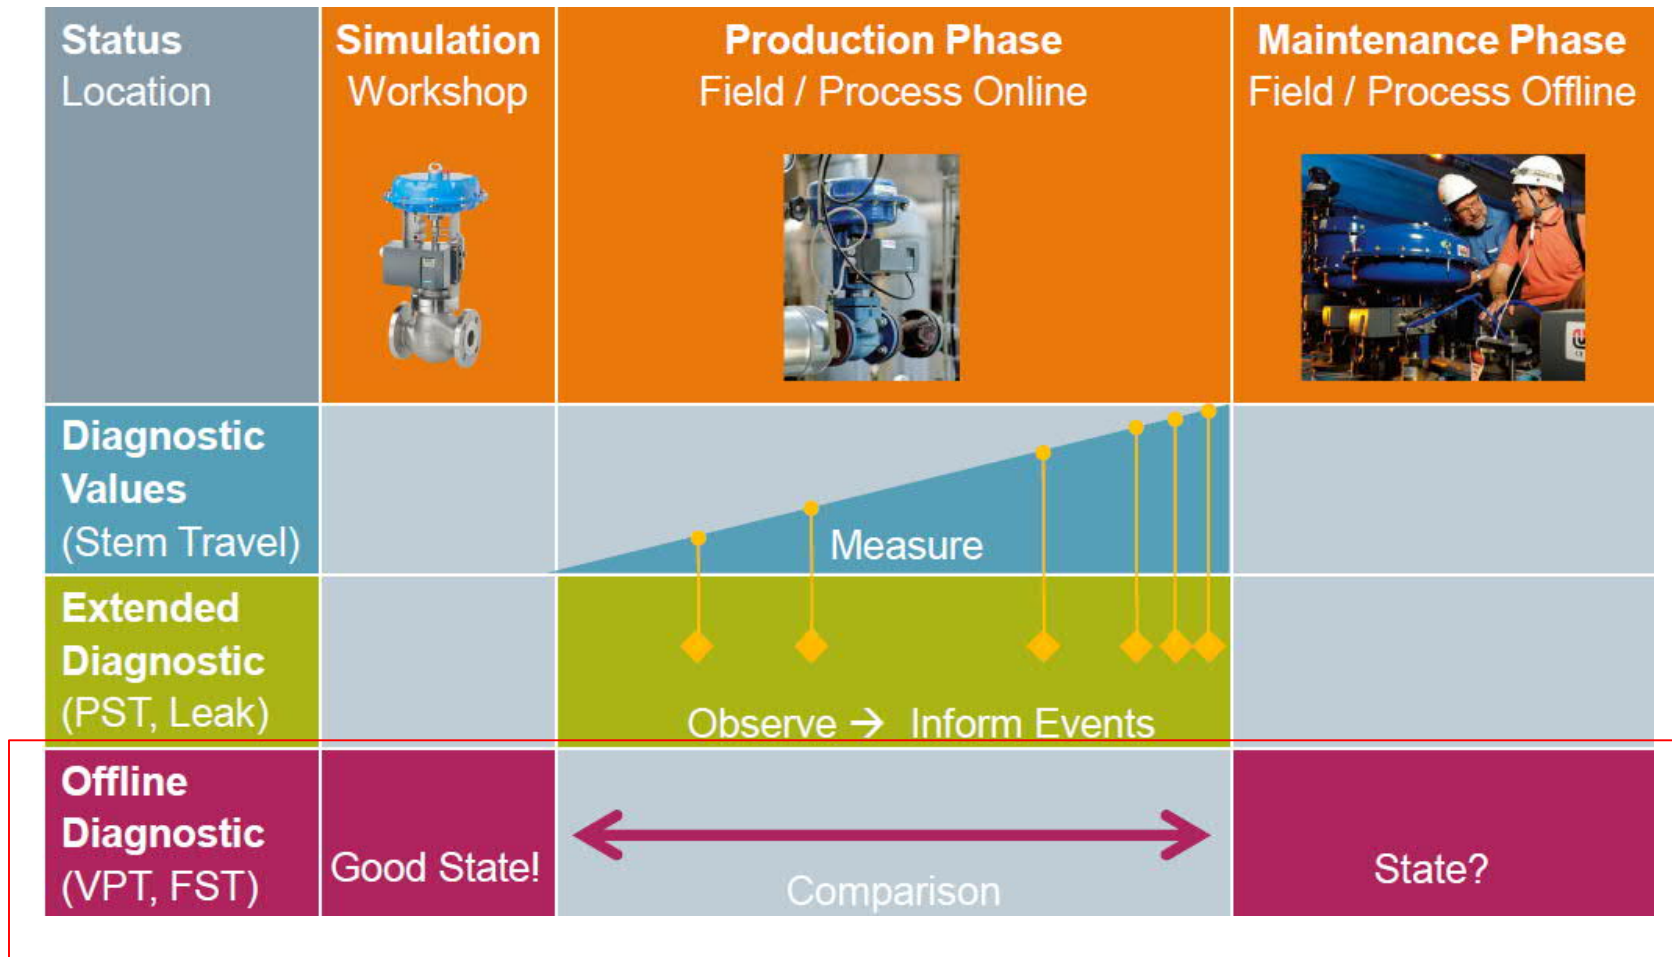 Status
Location
Simulation
Workshop
Production Phase
Field / Process Online
Maintenance Phase
Field / Process Offline
Diagnostic
Values
(Stem Travel)
Measure
Extended
Diagnostic
(PST, Leak)
Observe → Inform Events
Offline
Diagnostic
(VPT, FST)
Good State!
Comparison
State?